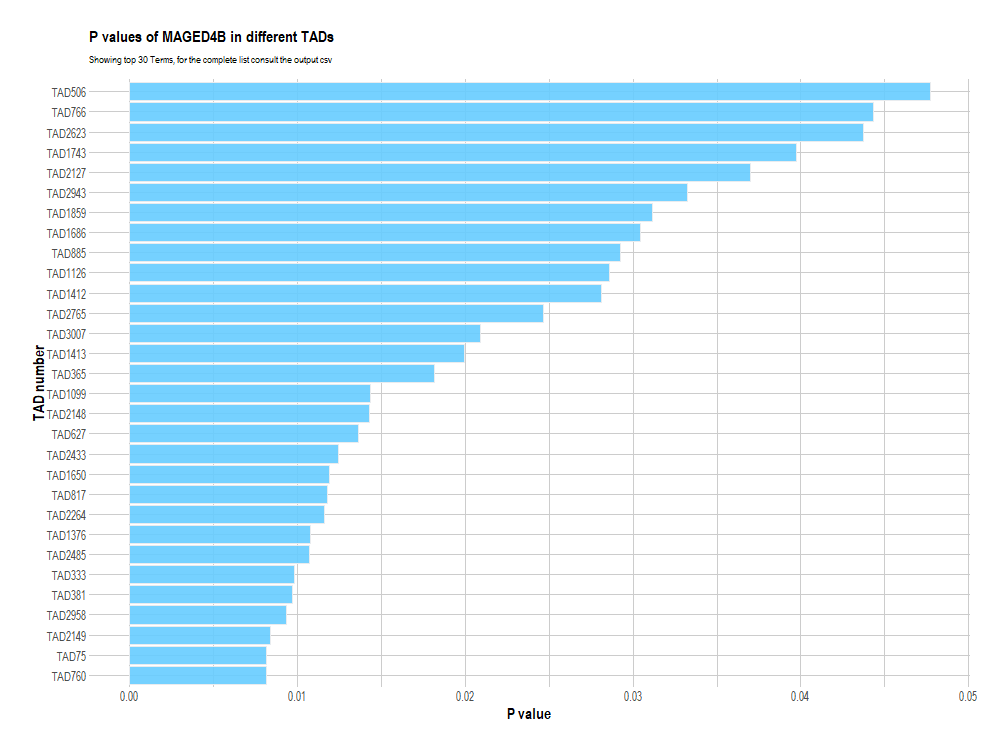 P values of MAGED4B in different TADs
Showing top 30 Terms, for the complete list consult the output csv
TAD number
TAD506
TAD766
TAD2623
TAD1743
TAD2127
TAD2943
TAD1859
TAD1686
TAD885
TAD1126
TAD1412
TAD2765
TAD3007
TAD1413
TAD365
TAD1099
TAD2148
TAD627
TAD2433
TAD1650
TAD817
TAD2264
TAD1376
TAD2485
TAD333
TAD381
TAD2958
TAD2149
TAD75
TAD760
0.00 0.01 0.02 0.03 0.04 0.05
P value